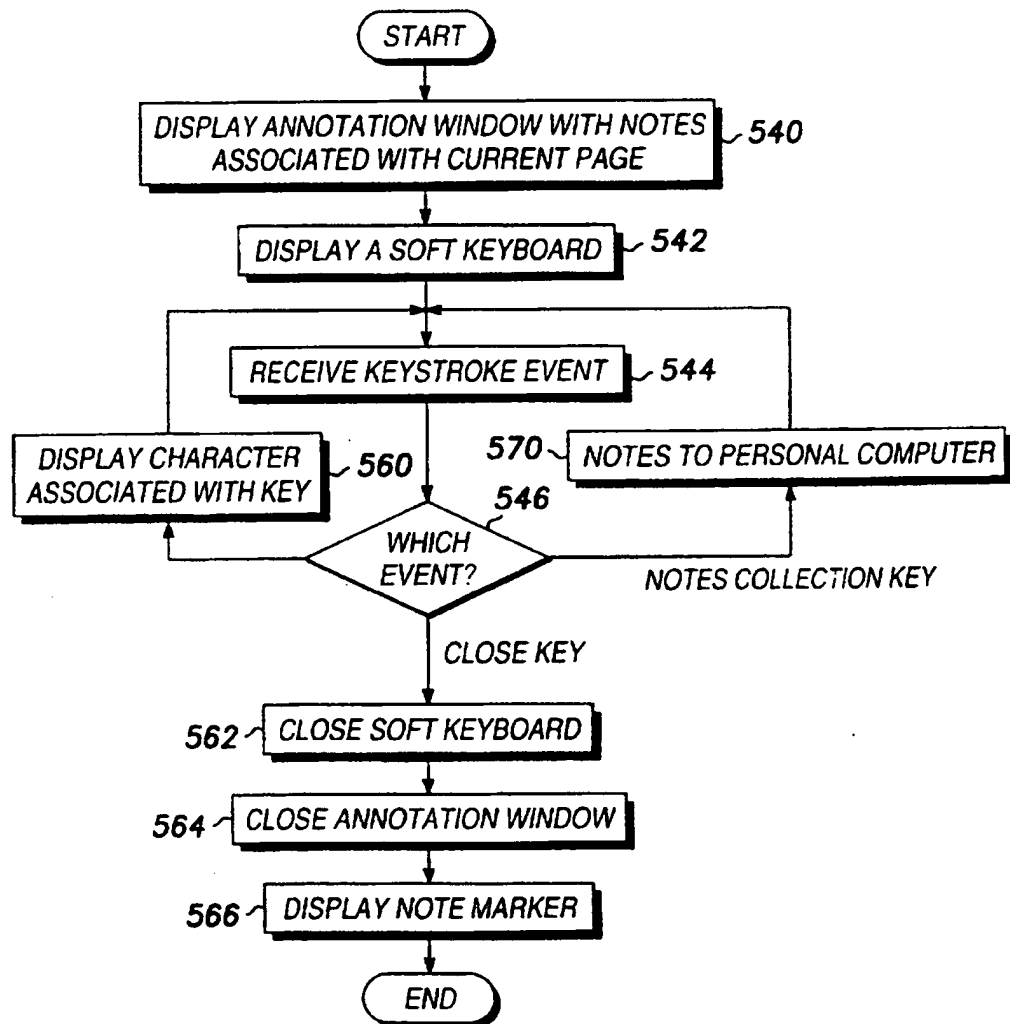 START
DISPLAY ANNOTATION WINDOW WITH NOTES
ASSOCIATED WITH CURRENT PAGE
540
DISPLAY A SOFT KEYBOARD
542
RECEIVE KEYSTROKE EVENT
544
DISPLAY CHARACTER
ASSOCIATED WITH KEY
560
570
NOTES TO PERSONAL COMPUTER
546
WHICH
EVENT?
NOTES COLLECTION KEY
CLOSE KEY
562
CLOSE SOFT KEYBOARD
564
CLOSE ANNOTATION WINDOW
566
DISPLAY NOTE MARKER
END